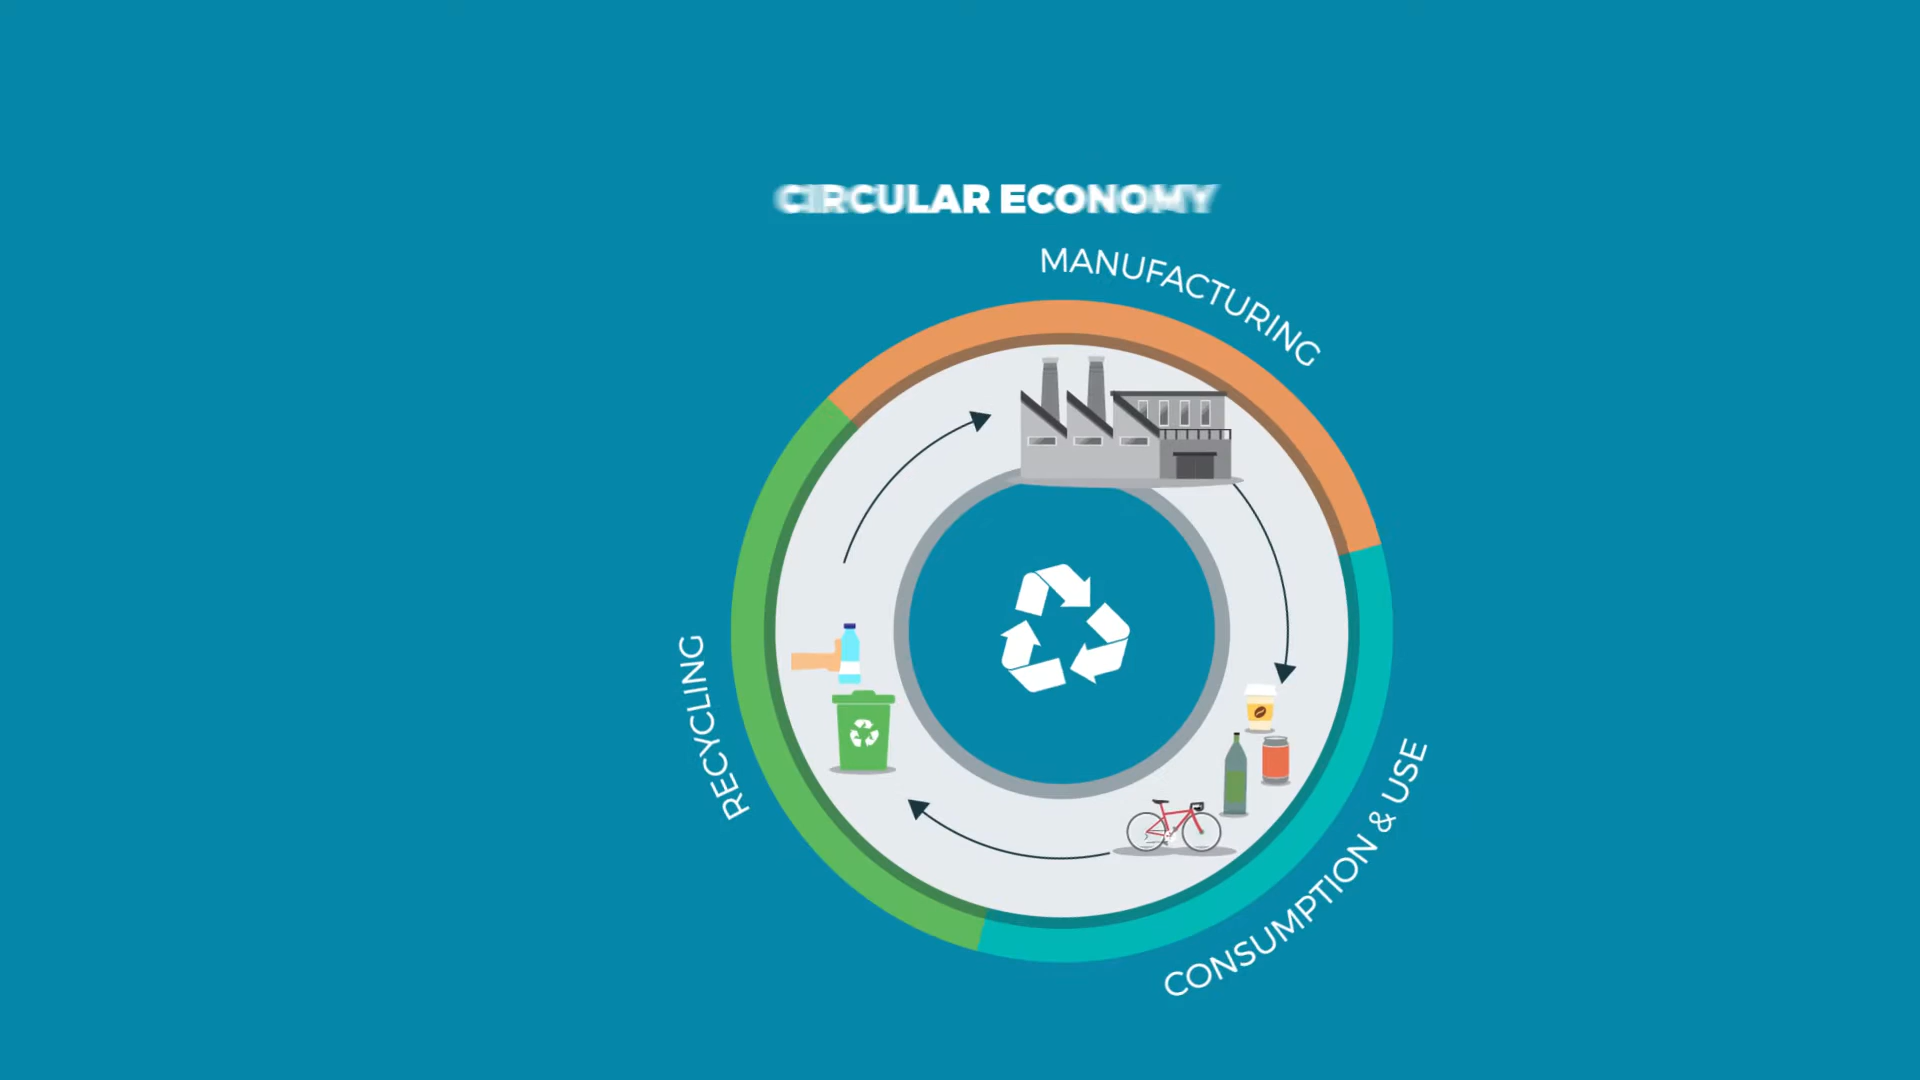 CIRCULAR ECONOMY
MANUFACTURING
RECYCLING
CONSUMPTION & USE